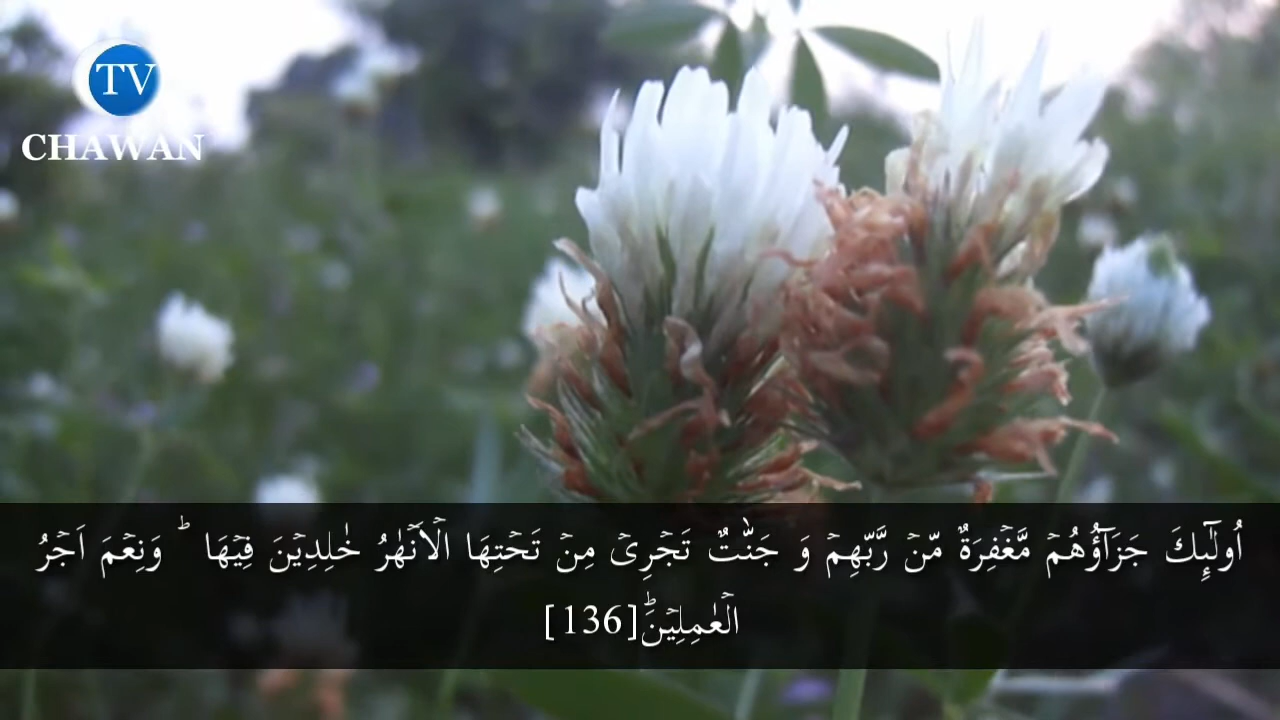 TV
CHAWAN
اُولٰٓئِكَ جَزَآؤُهُمۡ مَّغۡفِرَةٌ مِّنۡ رَّبِّهِمۡ وَ جَنّٰتٌ تَجۡرِىۡ مِنۡ تَحۡتِهَا الۡاَنۡهٰرُ خٰلِدِيۡنَ فِيۡهَا ‌ؕ وَنِعۡمَ اَجۡرُ
الۡعٰمِلِيۡنَؕ[136]